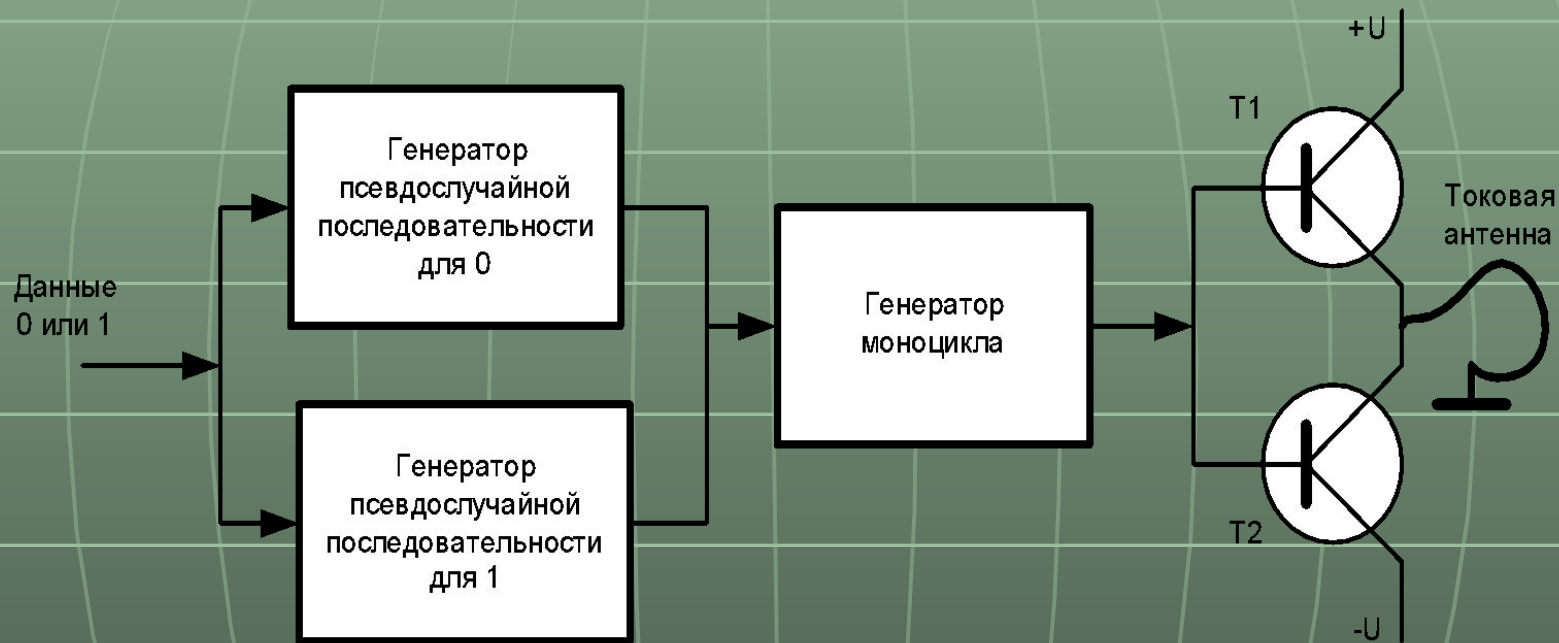 +U
T1
Генератор
псевдослучайной
последовательности
для 0
Токовая
антенна
Данные
0 или 1
Генератор
моноцикла
Генератор
псевдослучайной
последовательности
для 1
T2
-U